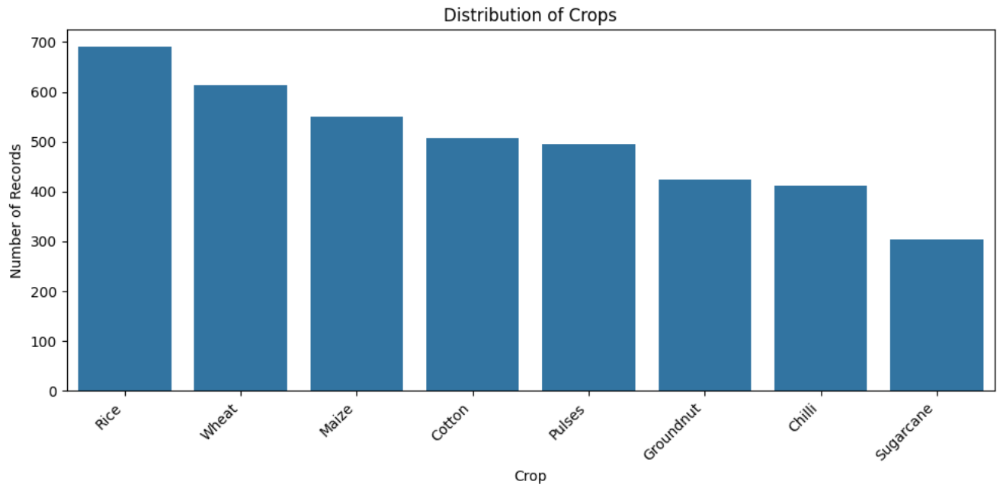 Distribution of Crops
Number of Records
700
600
500
400
300
200
100
0
Rice
Wheat
Maize
Cotton
Pulses
Groundnut
Chilli
Sugarcane
Crop